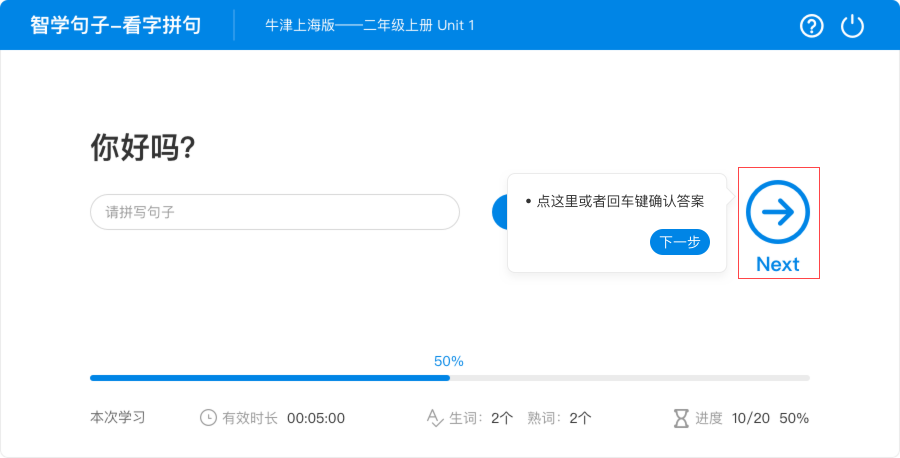 智学句子-看字拼句
牛津上海版——二年级上册 Unit 1
你好吗?
请拼写句子
• 点这里或者回车键确认答案
下一步
Next
50%
本次学习 有效时长 00:05:00 生词: 2个 熟词: 2个 进度 10/20 50%